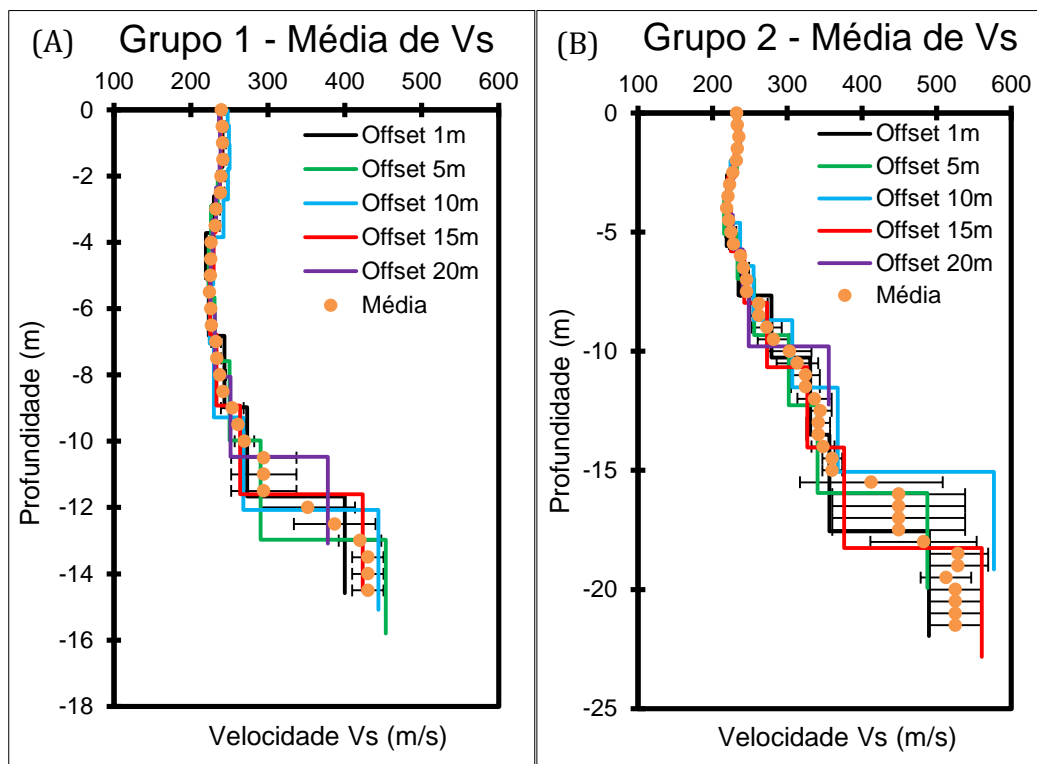 (A) Grupo 1 - Média de Vs
100 200 300 400 500 600
0
-2
-4
-6
-8
-10
-12
-14
-16
-18
Profundidade (m)
Offset 1m
Offset 5m
Offset 10m
Offset 15m
Offset 20m
Média
Velocidade Vs (m/s)
(B) Grupo 2 - Média de Vs
100 200 300 400 500 600
0
-5
-10
-15
-20
-25
Profundidade (m)
Offset 1m
Offset 5m
Offset 10m
Offset 15m
Offset 20m
Média
Velocidade Vs (m/s)